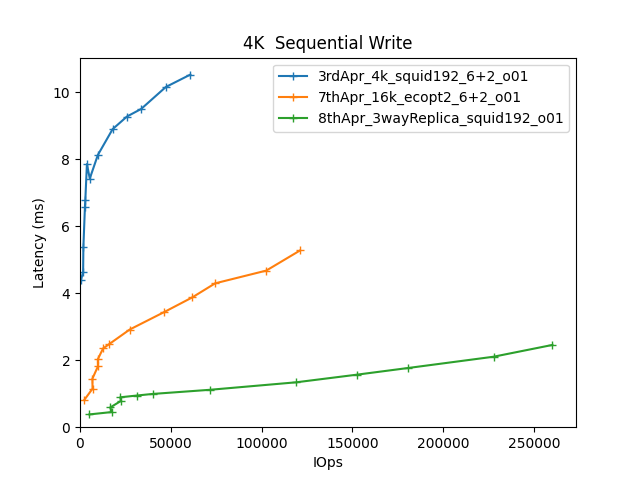 4K  Sequential Write
3rdApr_4k_squid192_6+2_o01
7thApr_16k_ecopt2_6+2_o01
8thApr_3wayReplica_squid192_o01
Latency (ms)
10
8
6
4
2
0
0 50000 100000 150000 200000 250000
IOps